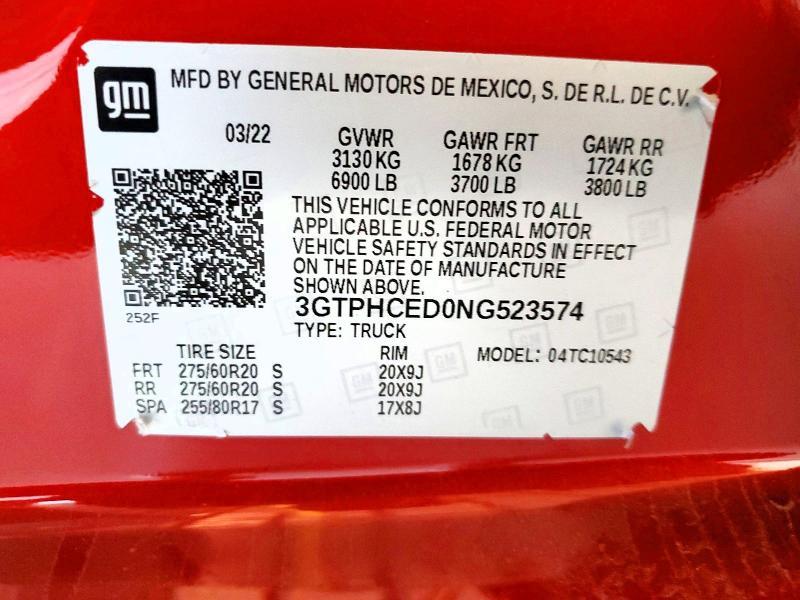 gm
MFD BY GENERAL MOTORS DE MEXICO, S. DE R.L. DE C.V.
03/22 GVWR GAWR FRT GAWR RR
3130 KG 1678 KG 1724 KG
6900 LB 3700 LB 3800 LB
THIS VEHICLE CONFORMS TO ALL
APPLICABLE U.S. FEDERAL MOTOR
VEHICLE SAFETY STANDARDS IN EFFECT
ON THE DATE OF MANUFACTURE
SHOWN ABOVE.
3GTPHCED0NG523574
252F
TYPE: TRUCK
TIRE SIZE RIM MODEL: 04TC10543
FRT 275/60R20 S 20X9J
RR 275/60R20 S 20X9J
SPA 255/80R17 S 17X8J